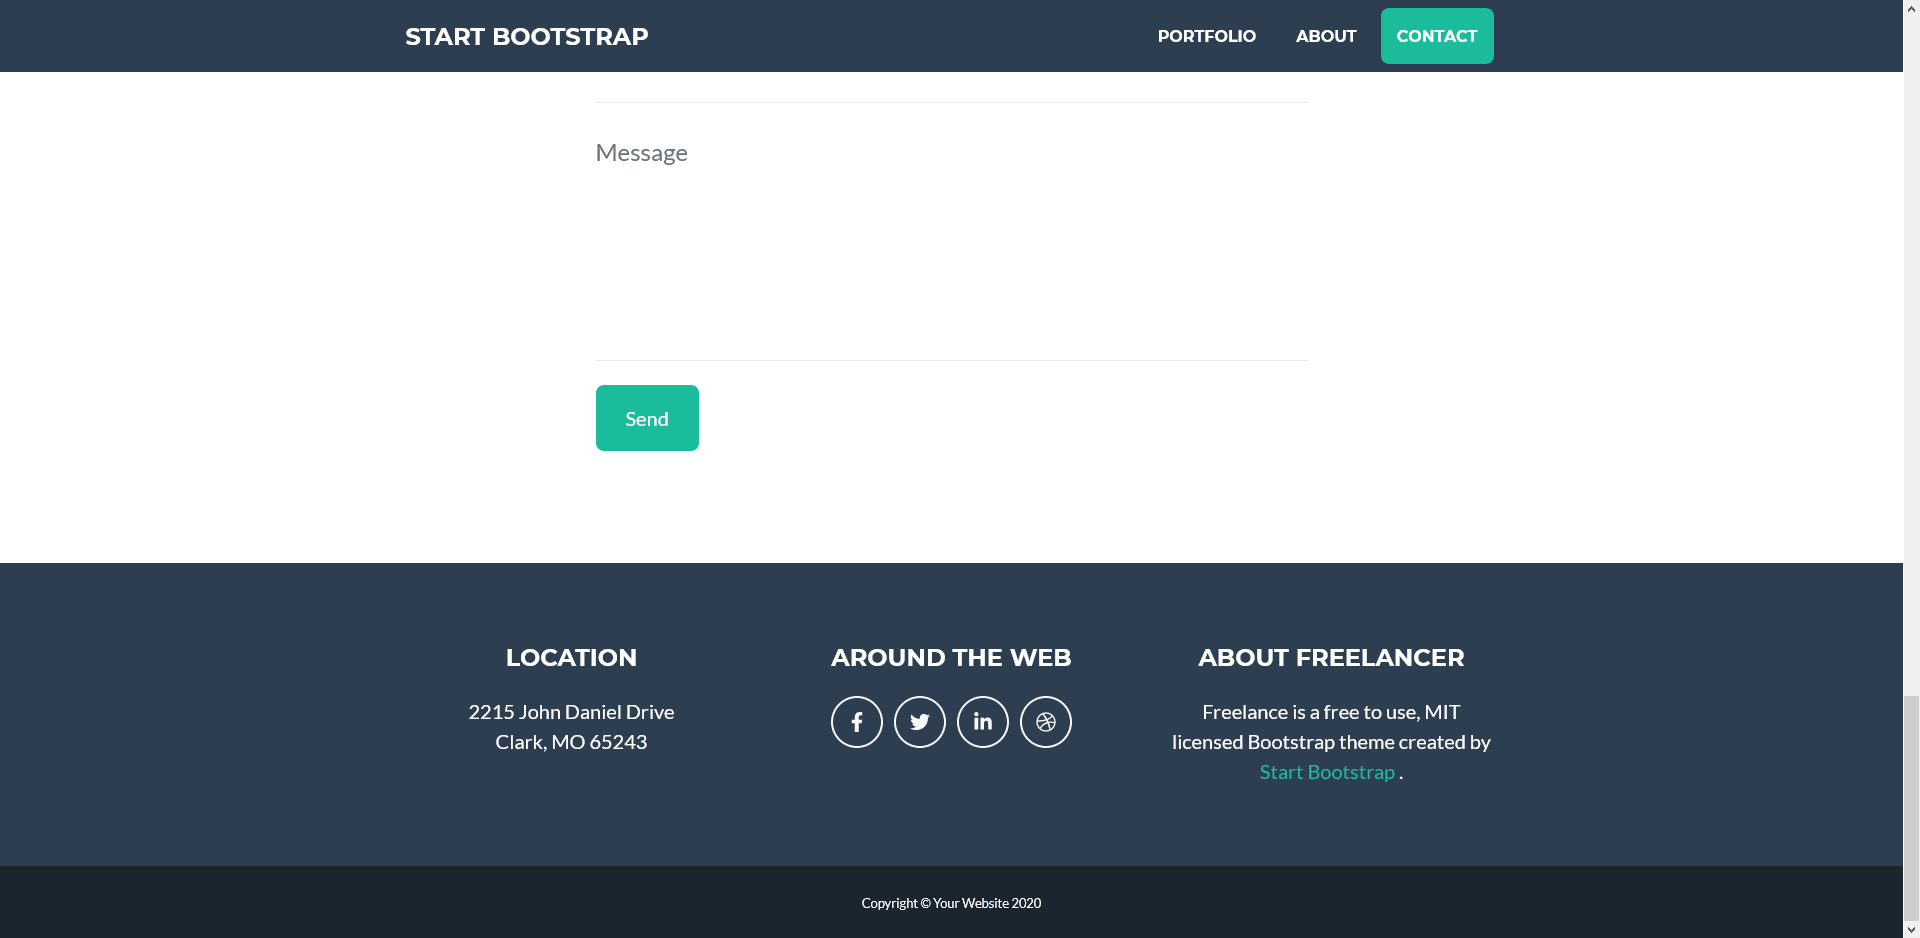 START BOOTSTRAP
PORTFOLIO
ABOUT
CONTACT
Message
Send
LOCATION
2215 John Daniel Drive
Clark, MO 65243
AROUND THE WEB
ABOUT FREELANCER
Freelance is a free to use, MIT
licensed Bootstrap theme created by
Start Bootstrap .
Copyright © Your Website 2020